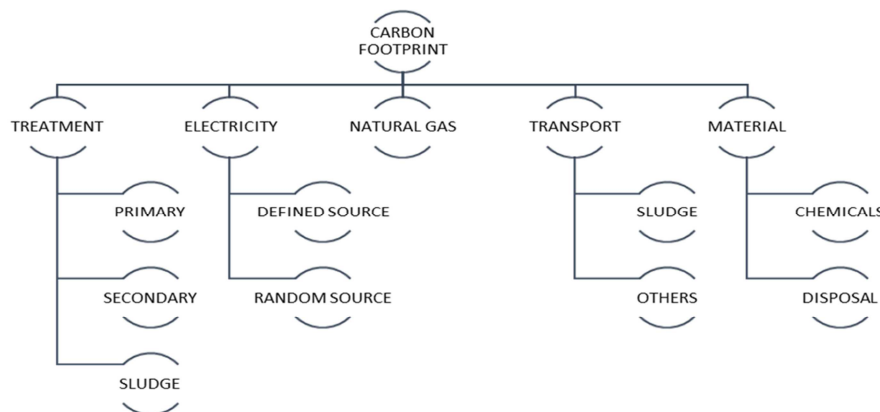 CARBON
FOOTPRINT
TREATMENT
ELECTRICITY
NATURAL GAS
TRANSPORT
MATERIAL
PRIMARY
DEFINED SOURCE
SLUDGE
CHEMICALS
SECONDARY
RANDOM SOURCE
OTHERS
DISPOSAL
SLUDGE